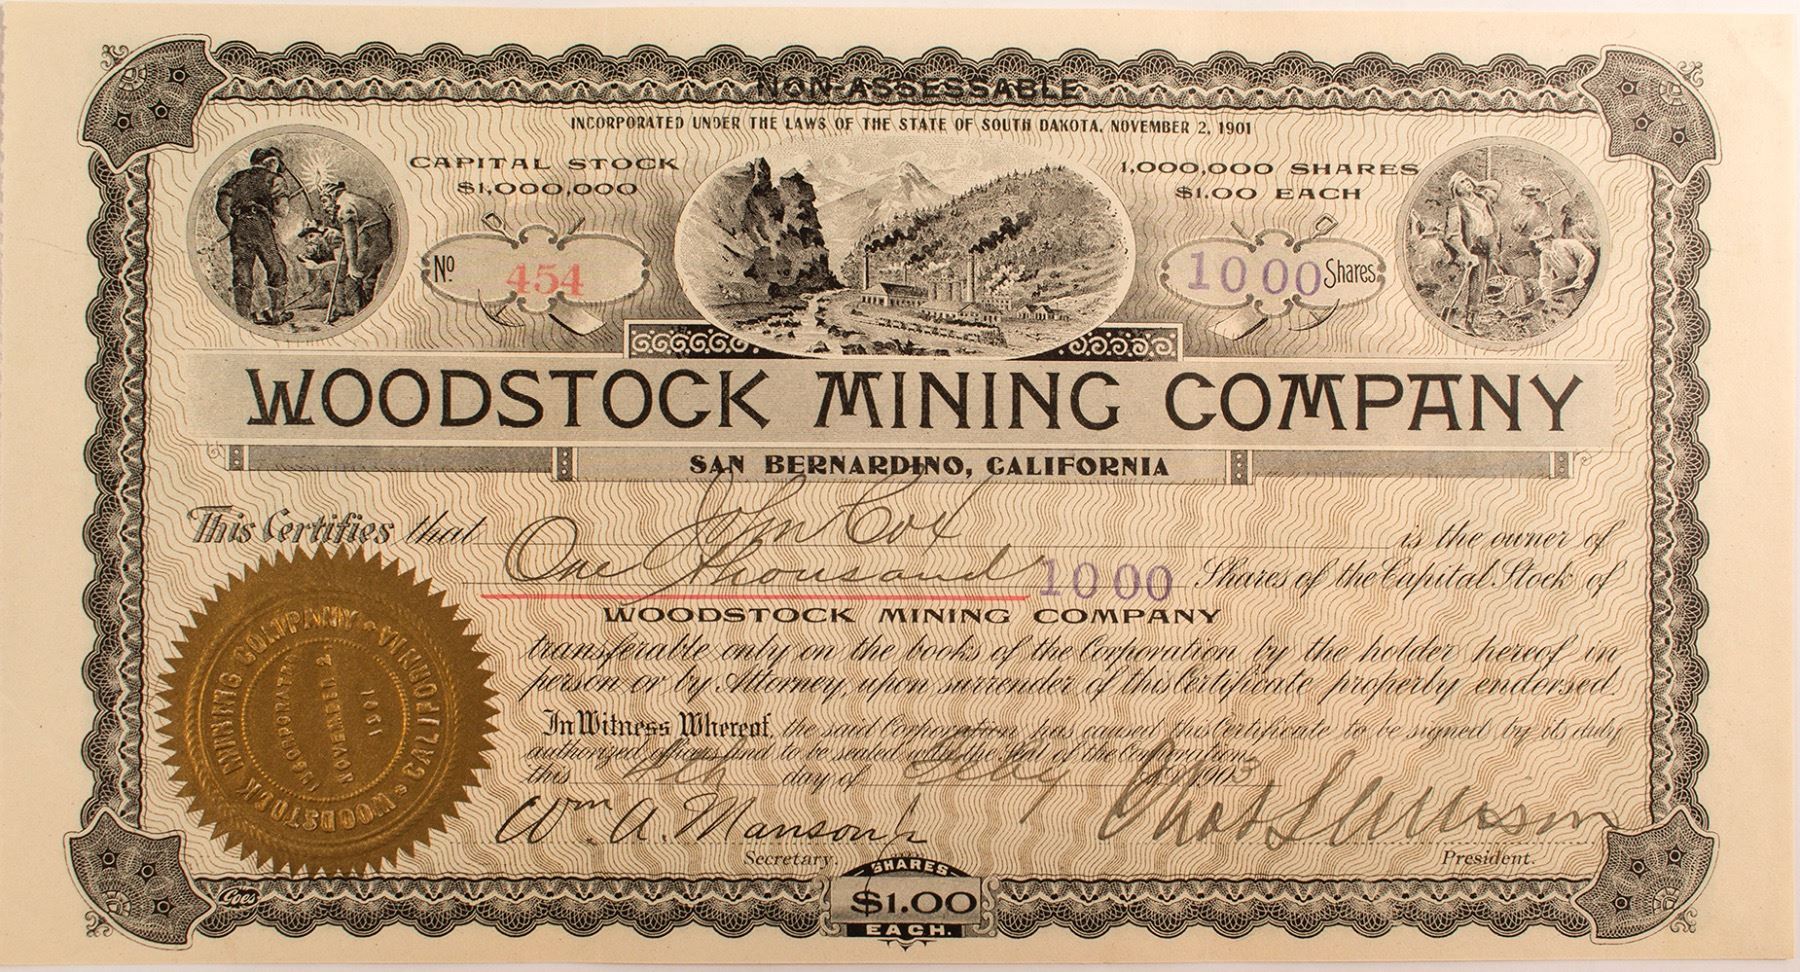 NON-ASSESSABLE
INCORPORATED UNDER THE LAWS OF THE STATE OF SOUTH DAKOTA, NOVEMBER 2, 1901
CAPITAL STOCK
$1,000,000
1,000,000 SHARES
$1.00 EACH
No 454
1000 Shares
WOODSTOCK MINING COMPANY
SAN BERNARDINO, CALIFORNIA
This Certifies that John Cox is the owner of
One Thousand 1000 Shares of the Capital Stock of
WOODSTOCK MINING COMPANY
transferable only on the books of the Corporation by the holder hereof in
person or by Attorney, upon surrender of this Certificate properly endorsed.
In Witness Whereof, the said Corporation has caused this Certificate to be signed by its duly
authorized officers and to be sealed with the seal of the Corporation
this day of 1903
Wm A. Manson Jr
Secretary.
President.
WOODSTOCK MINING COMPANY CALIFORNIA
INCORPORATED
NOVEMBER 2
1901
Goes
SHARES
$1.00
EACH.